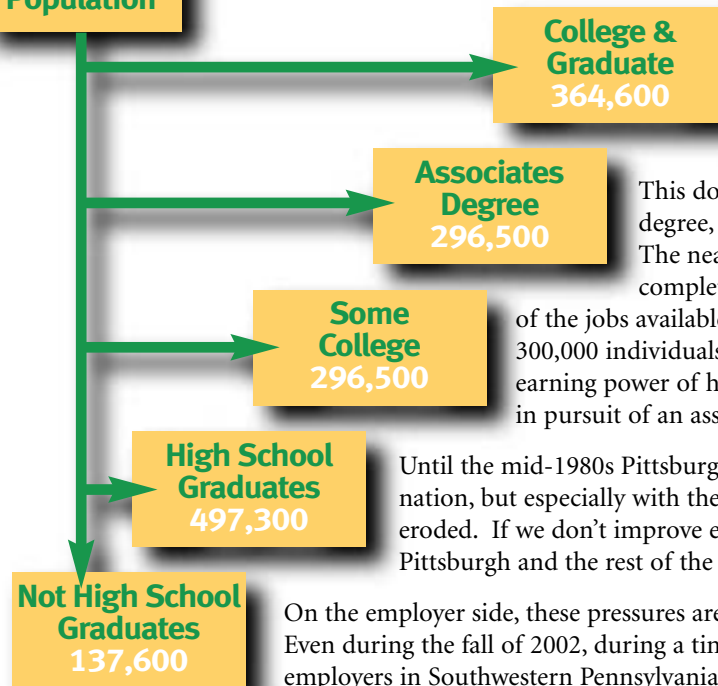 Population
College &
Graduate
364,600
Associates
Degree
296,500
Some
College
296,500
High School
Graduates
497,300
Not High School
Graduates
137,600
This do
degree,
The nea
comple
of the jobs availabl
300,000 individuals
earning power of h
in pursuit of an ass
Until the mid-1980s Pittsburg
nation, but especially with the
eroded. If we don't improve e
Pittsburgh and the rest of the
On the employer side, these pressures are
Even during the fall of 2002, during a tin
employers in Southwestern Pennsylvania